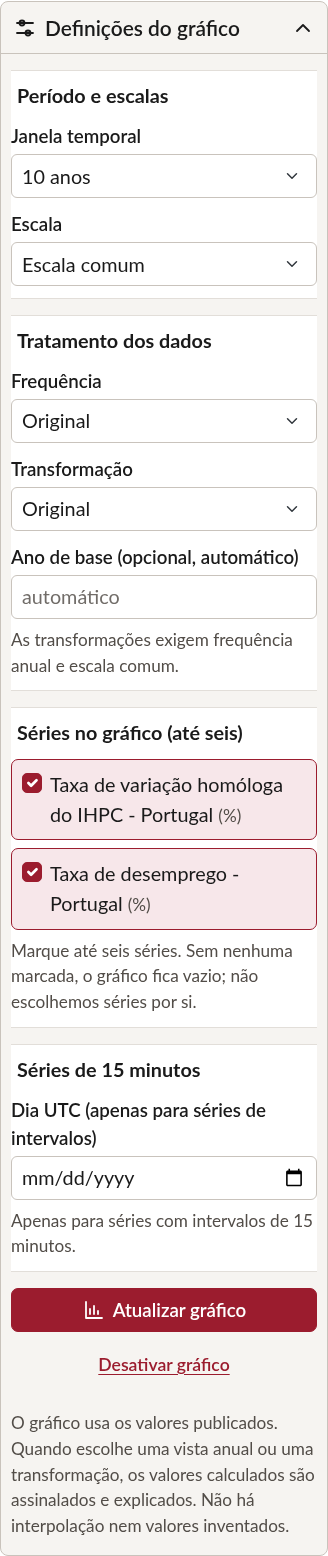 Definições do gráfico
Período e escalas
Janela temporal
10 anos
Escala
Escala comum
Tratamento dos dados
Frequência
Original
Transformação
Original
Ano de base (opcional, automático)
automático
As transformações exigem frequência
anual e escala comum.
Séries no gráfico (até seis)
Taxa de variação homóloga
do IHPC - Portugal (%)
Taxa de desemprego -
Portugal (%)
Marque até seis séries. Sem nenhuma
marcada, o gráfico fica vazio; não
escolhemos séries por si.
Séries de 15 minutos
Dia UTC (apenas para séries de
intervalos)
mm/dd/yyyy
Apenas para séries com intervalos de 15
minutos.
Atualizar gráfico
Desativar gráfico
O gráfico usa os valores publicados.
Quando escolhe uma vista anual ou uma
transformação, os valores calculados são
assinalados e explicados. Não há
interpolação nem valores inventados.